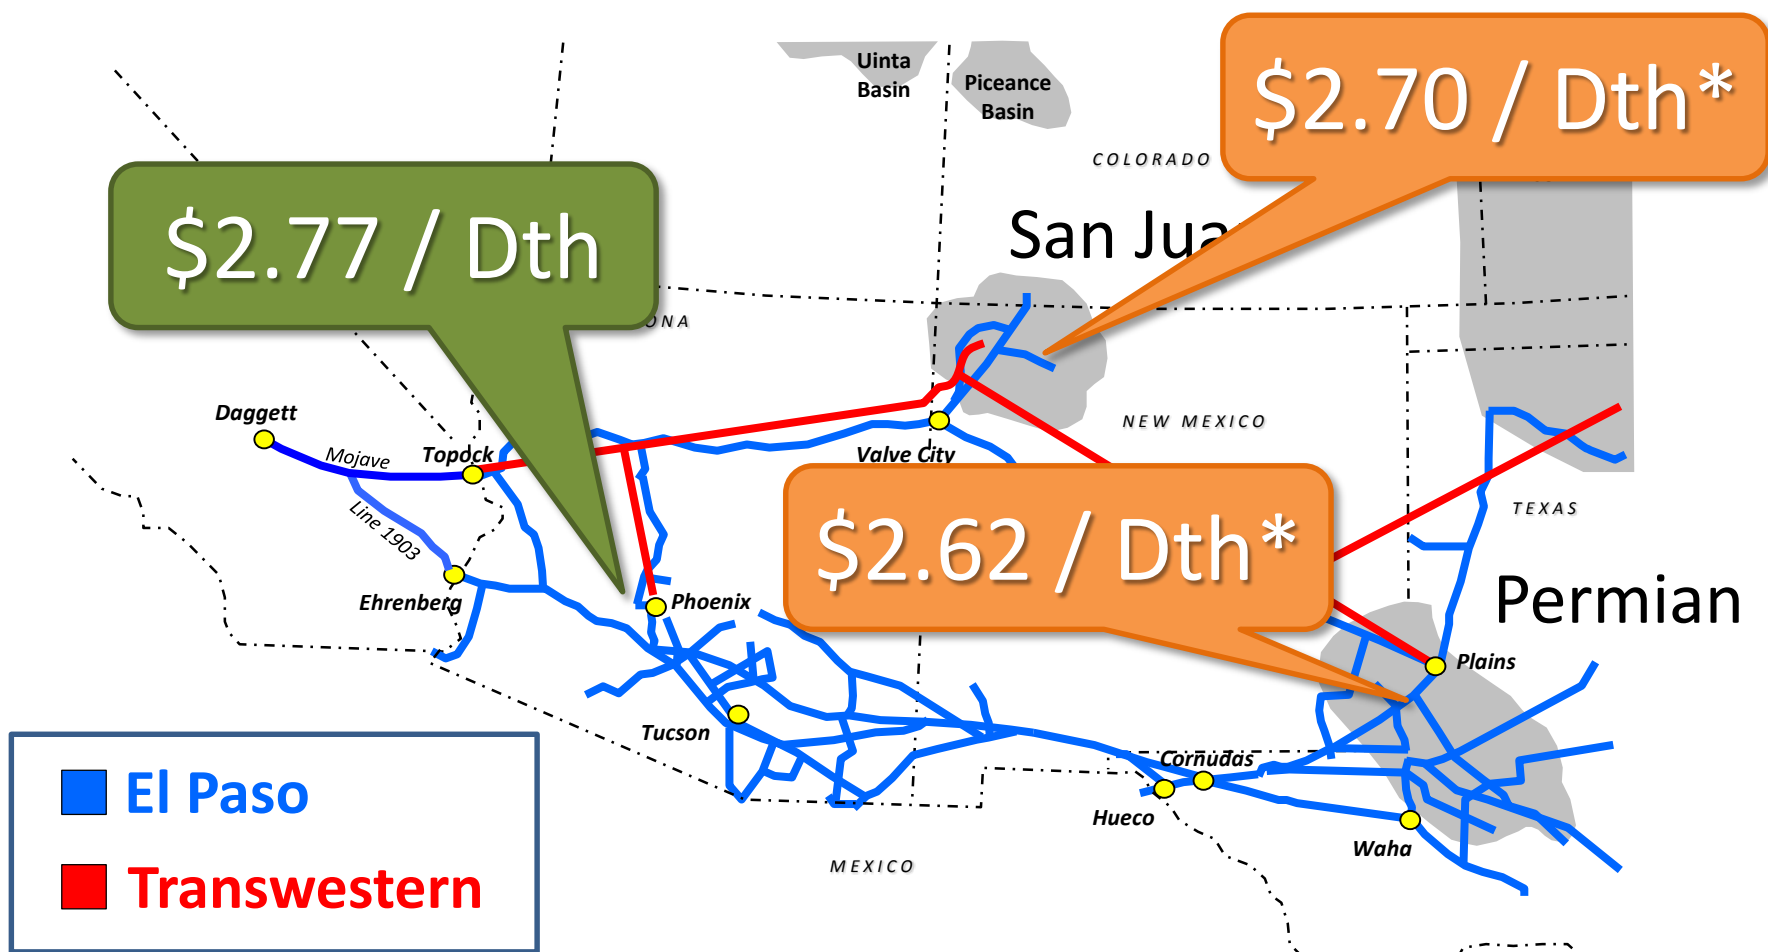 Uinta
Basin
Piceance
Basin
$2.70 / Dth*
COLORADO
$2.77 / Dth
San Jua
ONA
Daggett
Mojave
Topock
NEW MEXICO
Valve City
Line 1903
$2.62 / Dth*
TEXAS
Ehrenberg
Phoenix
Permian
Plains
Tucson
Cornudas
Hueco
Waha
MEXICO
El Paso
Transwestern